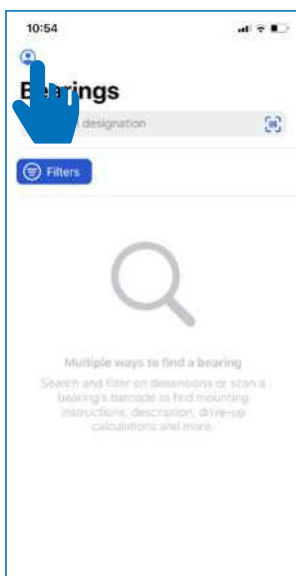 10:54
Bearings
designation
Filters
Multiple ways to find a bearing
Search and filter on dimensions or scan a
bearing's barcode to find mounting
instructions, description, drive-up
calculations and more.